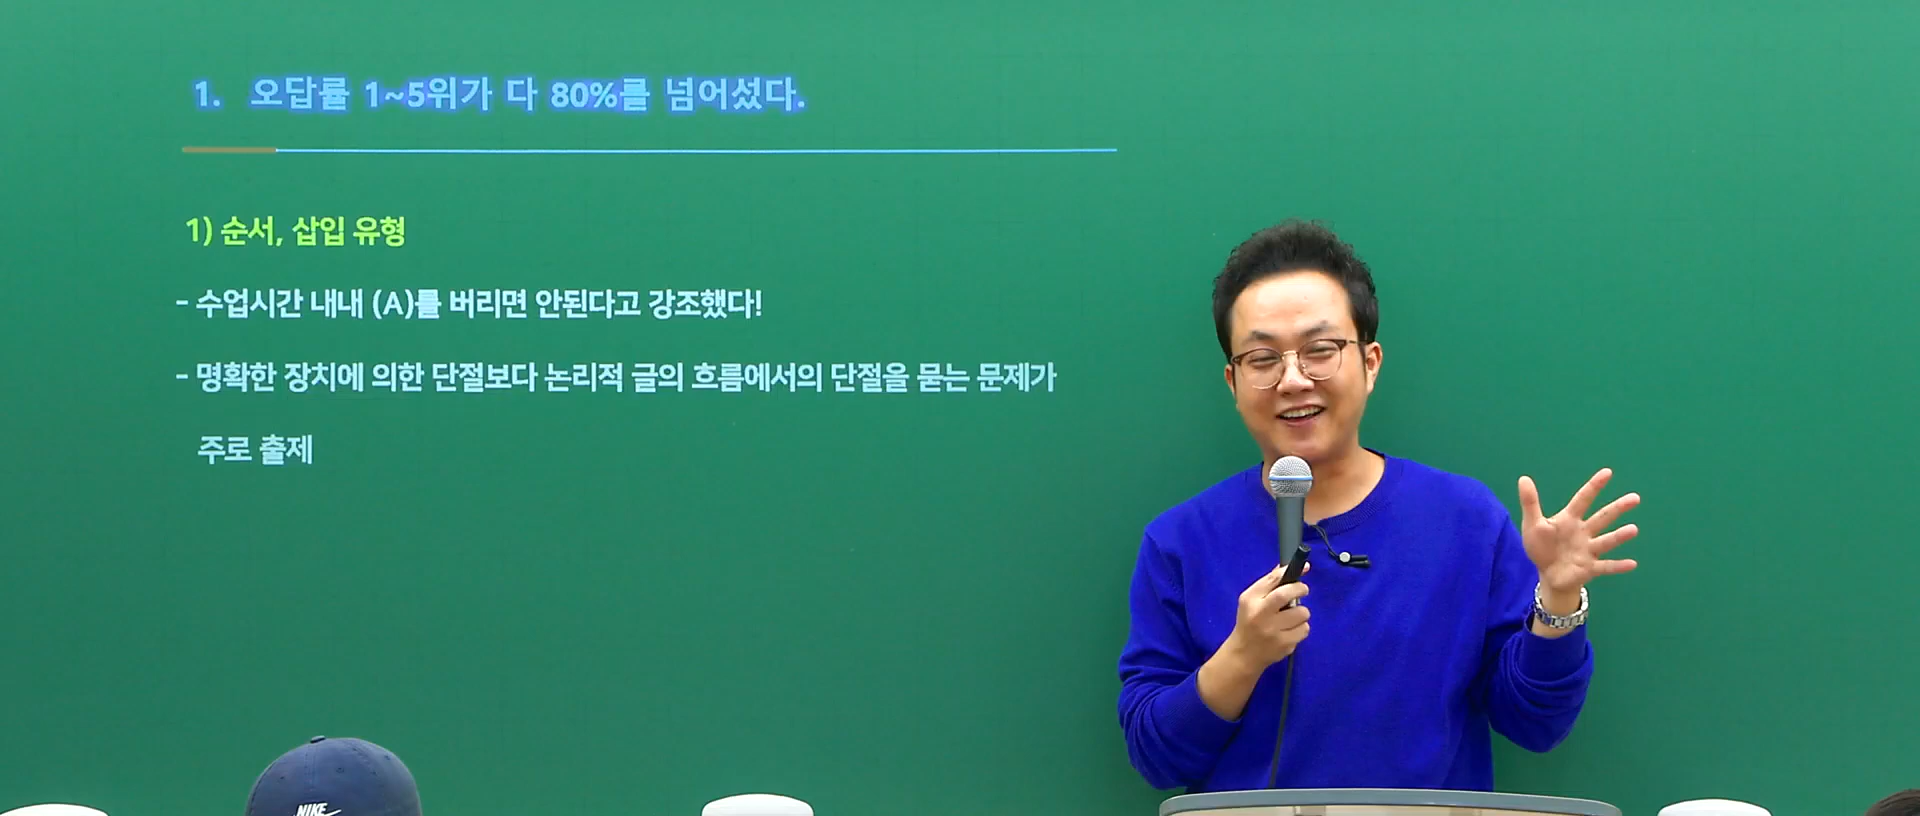 1. 오답률 1~5위가 다 80%를 넘어섰다.
1) 순서, 삽입 유형
- 수업시간 내내 (A)를 버리면 안된다고 강조했다!
- 명확한 장치에 의한 단절보다 논리적 글의 흐름에서의 단절을 묻는 문제가
주로 출제
NIKE